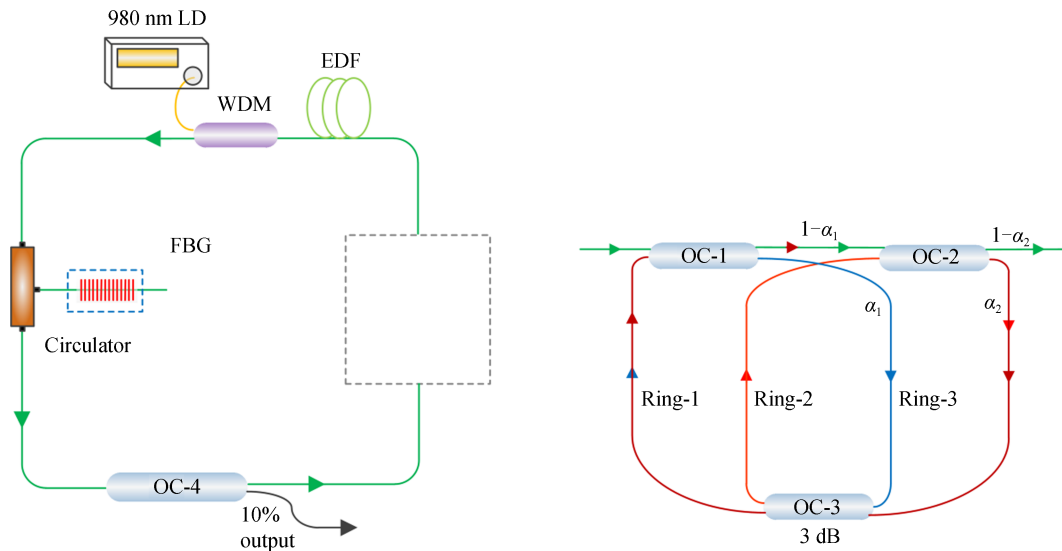 980 nm LD
EDF
WDM
FBG
Circulator
OC-4
10%
output
1−α₁
1−α₂
OC-1
OC-2
α₁
α₂
Ring-1
Ring-2
Ring-3
OC-3
3 dB